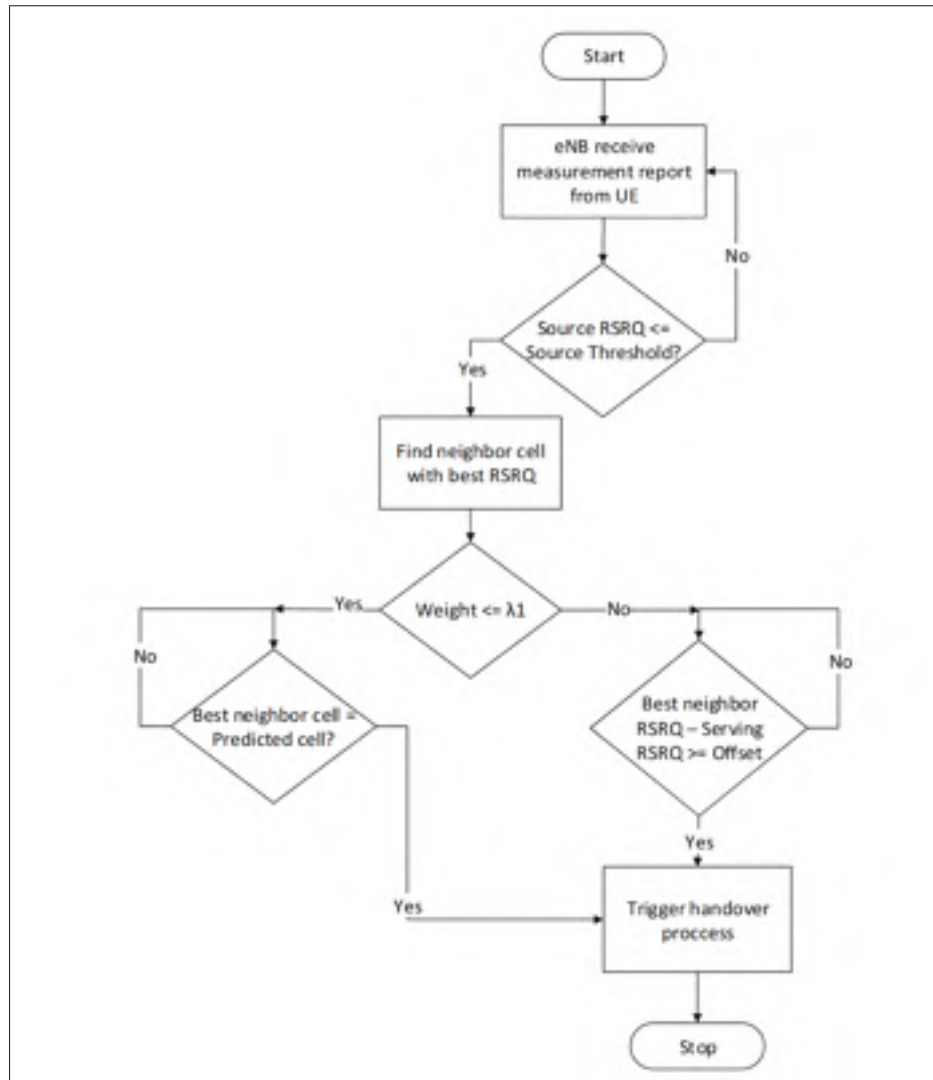 Start
eNB receive
measurement report
from UE
No
Source RSRQ <=
Source Threshold?
Yes
Find neighbor cell
with best RSRQ
Yes
Weight <= λ1
No
No
Best neighbor cell =
Predicted cell?
Best neighbor
RSRQ – Serving
RSRQ >= Offset
No
Yes
Yes
Trigger handover
proccess
Stop